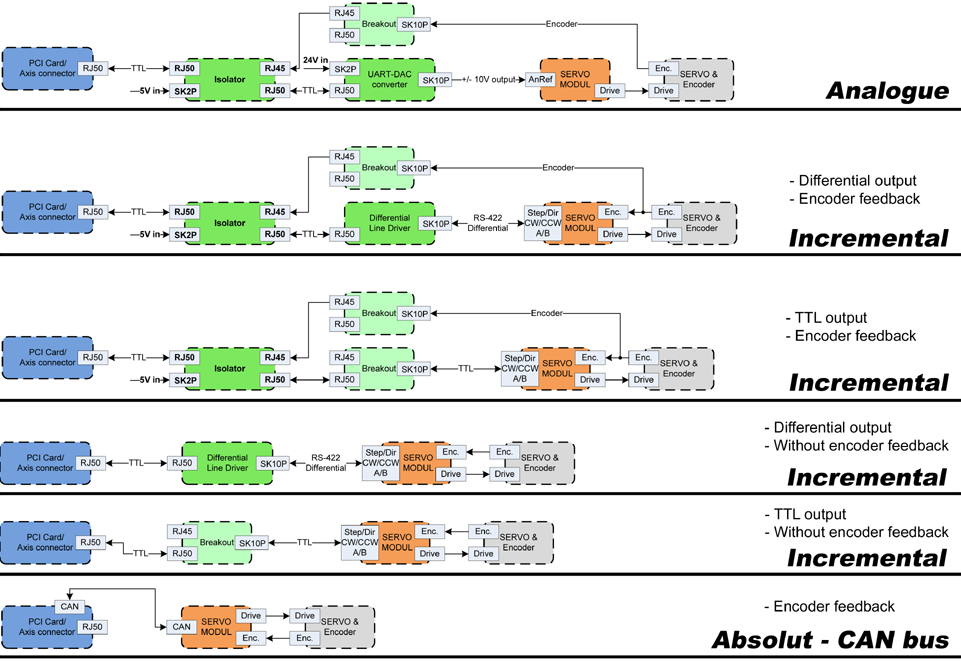 RJ45
Breakout
SK10P
RJ50
Encoder
PCI Card/
Axis connector
RJ50
TTL
RJ50
RJ45
Isolator
5V in
SK2P
RJ50
TTL
24V in
SK2P
UART-DAC
converter
RJ50
SK10P
+/- 10V output
AnRef
SERVO
MODUL
Drive
Enc.
SERVO &
Encoder
Drive
Analogue
RJ45
Breakout
SK10P
RJ50
Encoder
PCI Card/
Axis connector
RJ50
TTL
RJ50
RJ45
Isolator
5V in
SK2P
RJ50
TTL
Differential
Line Driver
RJ50
SK10P
RS-422
Differential
Step/Dir
CW/CCW
A/B
SERVO
MODUL
Enc.
Drive
Enc.
SERVO &
Encoder
Drive
- Differential output
- Encoder feedback
Incremental
RJ45
Breakout
SK10P
RJ50
Encoder
PCI Card/
Axis connector
RJ50
TTL
RJ50
RJ45
Isolator
5V in
SK2P
RJ50
RJ45
Breakout
SK10P
RJ50
TTL
Step/Dir
CW/CCW
A/B
SERVO
MODUL
Enc.
Drive
Enc.
SERVO &
Encoder
Drive
- TTL output
- Encoder feedback
Incremental
PCI Card/
Axis connector
RJ50
TTL
RJ50
Differential
Line Driver
SK10P
RS-422
Differential
Step/Dir
CW/CCW
A/B
SERVO
MODUL
Enc.
Drive
Enc.
SERVO &
Encoder
Drive
- Differential output
- Without encoder feedback
Incremental
PCI Card/
Axis connector
RJ50
TTL
RJ45
Breakout
SK10P
RJ50
TTL
Step/Dir
CW/CCW
A/B
SERVO
MODUL
Enc.
Drive
Enc.
SERVO &
Encoder
Drive
- TTL output
- Without encoder feedback
Incremental
CAN
PCI Card/
Axis connector
RJ50
CAN
SERVO
MODUL
Drive
Enc.
Drive
SERVO &
Encoder
Enc.
- Encoder feedback
Absolut - CAN bus